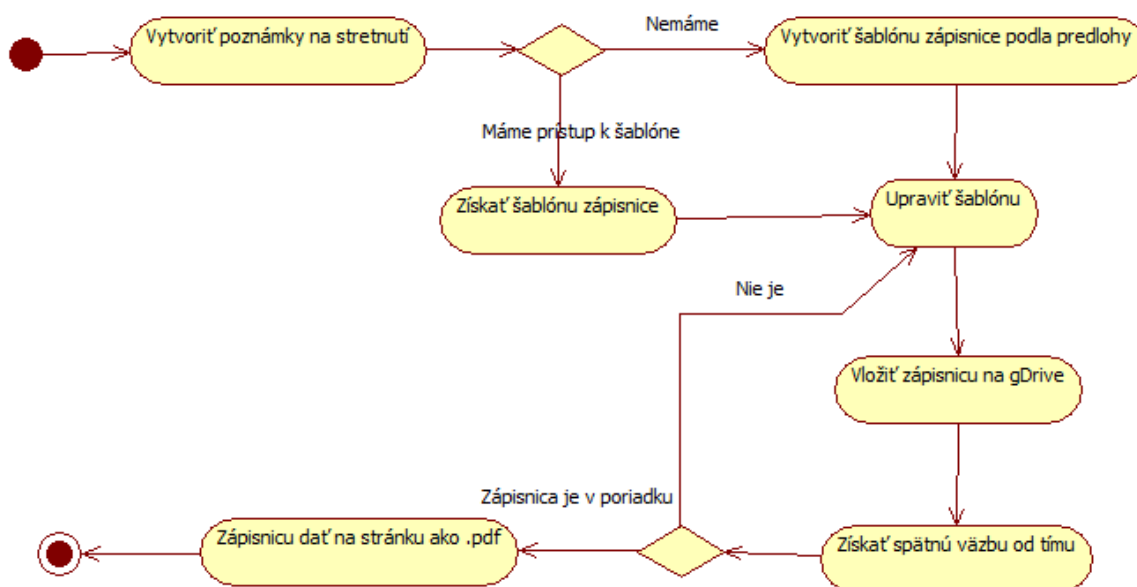 Vytvoriť poznámky na stretnutí
Nemáme
Vytvoriť šablónu zápisnice podla predlohy
Máme prístup k šablóne
Získať šablónu zápisnice
Upraviť šablónu
Nie je
Vložiť zápisnicu na gDrive
Zápisnica je v poriadku
Zápisnicu dať na stránku ako .pdf
Získať spätnú väzbu od tímu